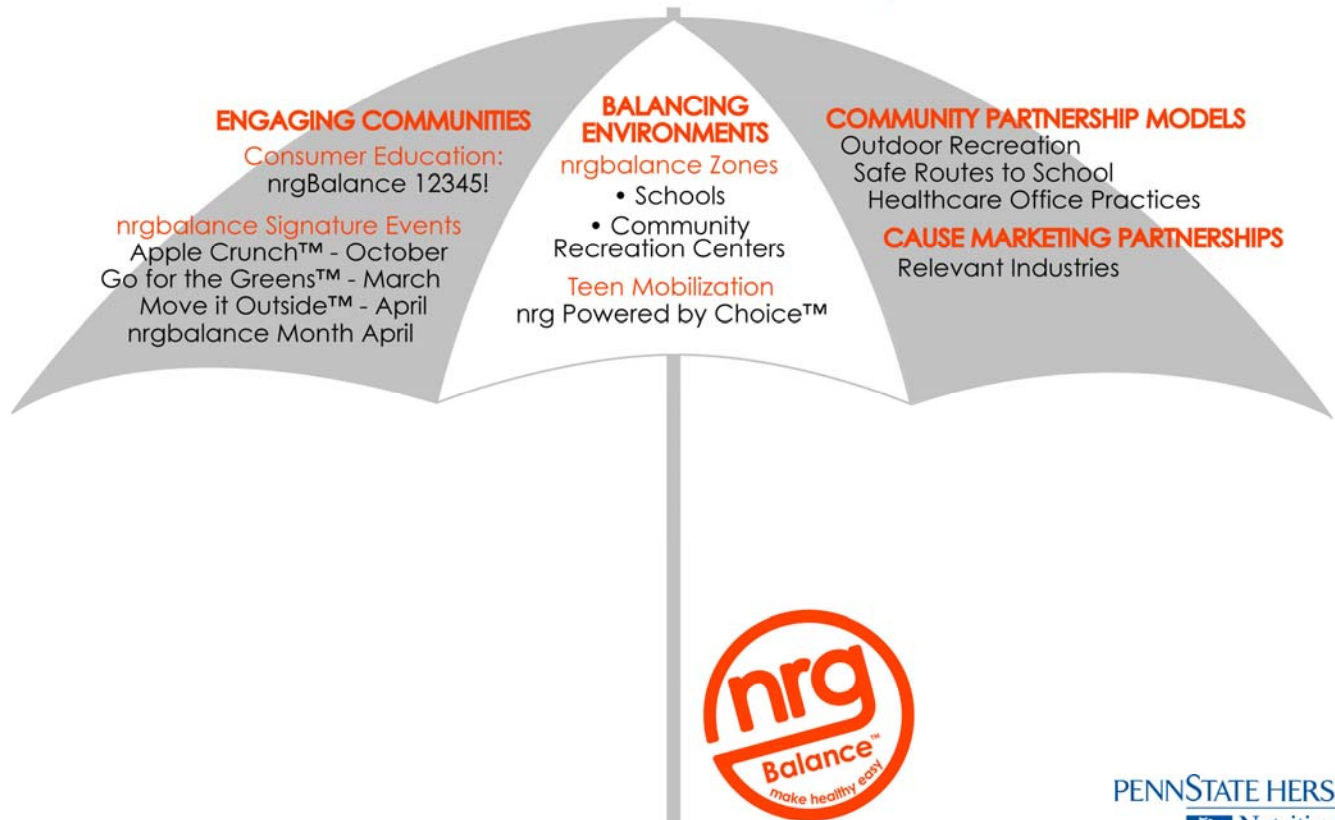 ENGAGING COMMUNITIES
Consumer Education:
nrgBalance 12345!
nrgbalance Signature Events
Apple Crunch™ - October
Go for the Greens™ - March
Move it Outside™ - April
nrgbalance Month April
BALANCING
ENVIRONMENTS
nrgbalance Zones
• Schools
• Community
Recreation Centers
Teen Mobilization
nrg Powered by Choice™
COMMUNITY PARTNERSHIP MODELS
Outdoor Recreation
Safe Routes to School
Healthcare Office Practices
CAUSE MARKETING PARTNERSHIPS
Relevant Industries
nrg
Balance™
make healthy easy
PENNSTATE HERS